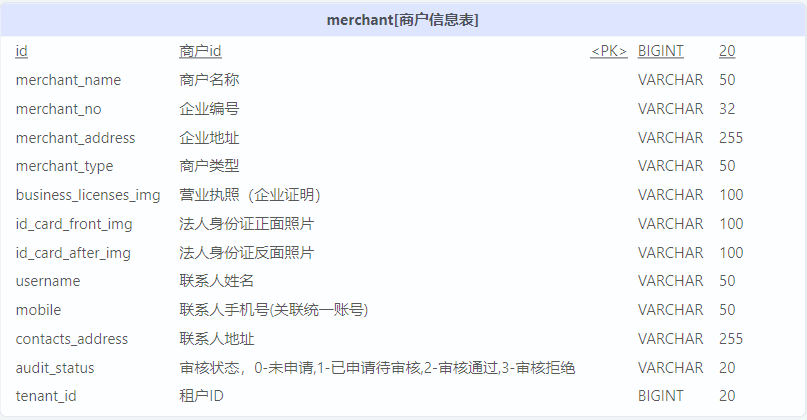 merchant[商户信息表]
id 商户id <PK> BIGINT 20
merchant_name 商户名称 VARCHAR 50
merchant_no 企业编号 VARCHAR 32
merchant_address 企业地址 VARCHAR 255
merchant_type 商户类型 VARCHAR 50
business_licenses_img 营业执照（企业证明） VARCHAR 100
id_card_front_img 法人身份证正面照片 VARCHAR 100
id_card_after_img 法人身份证反面照片 VARCHAR 100
username 联系人姓名 VARCHAR 50
mobile 联系人手机号(关联统一账号) VARCHAR 50
contacts_address 联系人地址 VARCHAR 255
audit_status 审核状态，0-未申请,1-已申请待审核,2-审核通过,3-审核拒绝 VARCHAR 20
tenant_id 租户ID BIGINT 20